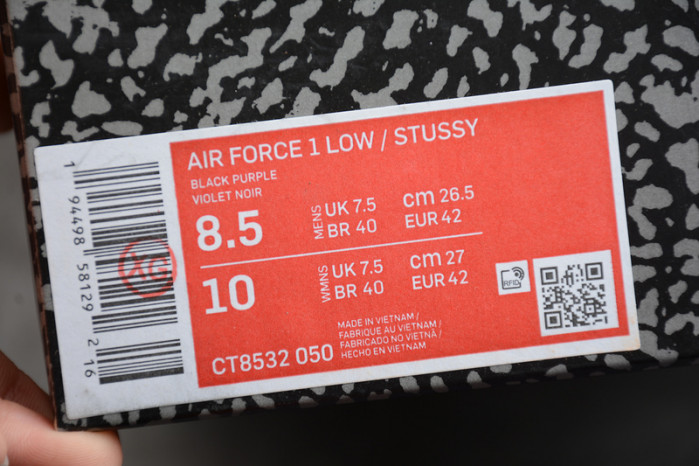 AIR FORCE 1 LOW / STUSSY
BLACK PURPLE
VIOLET NOIR
8.5
MENS
UK 7.5
cm 26.5
BR 40
EUR 42
10
WMNS
UK 7.5
cm 27
BR 40
EUR 42
CT8532 050
MADE IN VIETNAM /
FABRIQUE AU VIETNAM /
FABRICADO NO VIETNÃ /
HECHO EN VIETNAM
RFID
1 94498 58129 2 16
XG